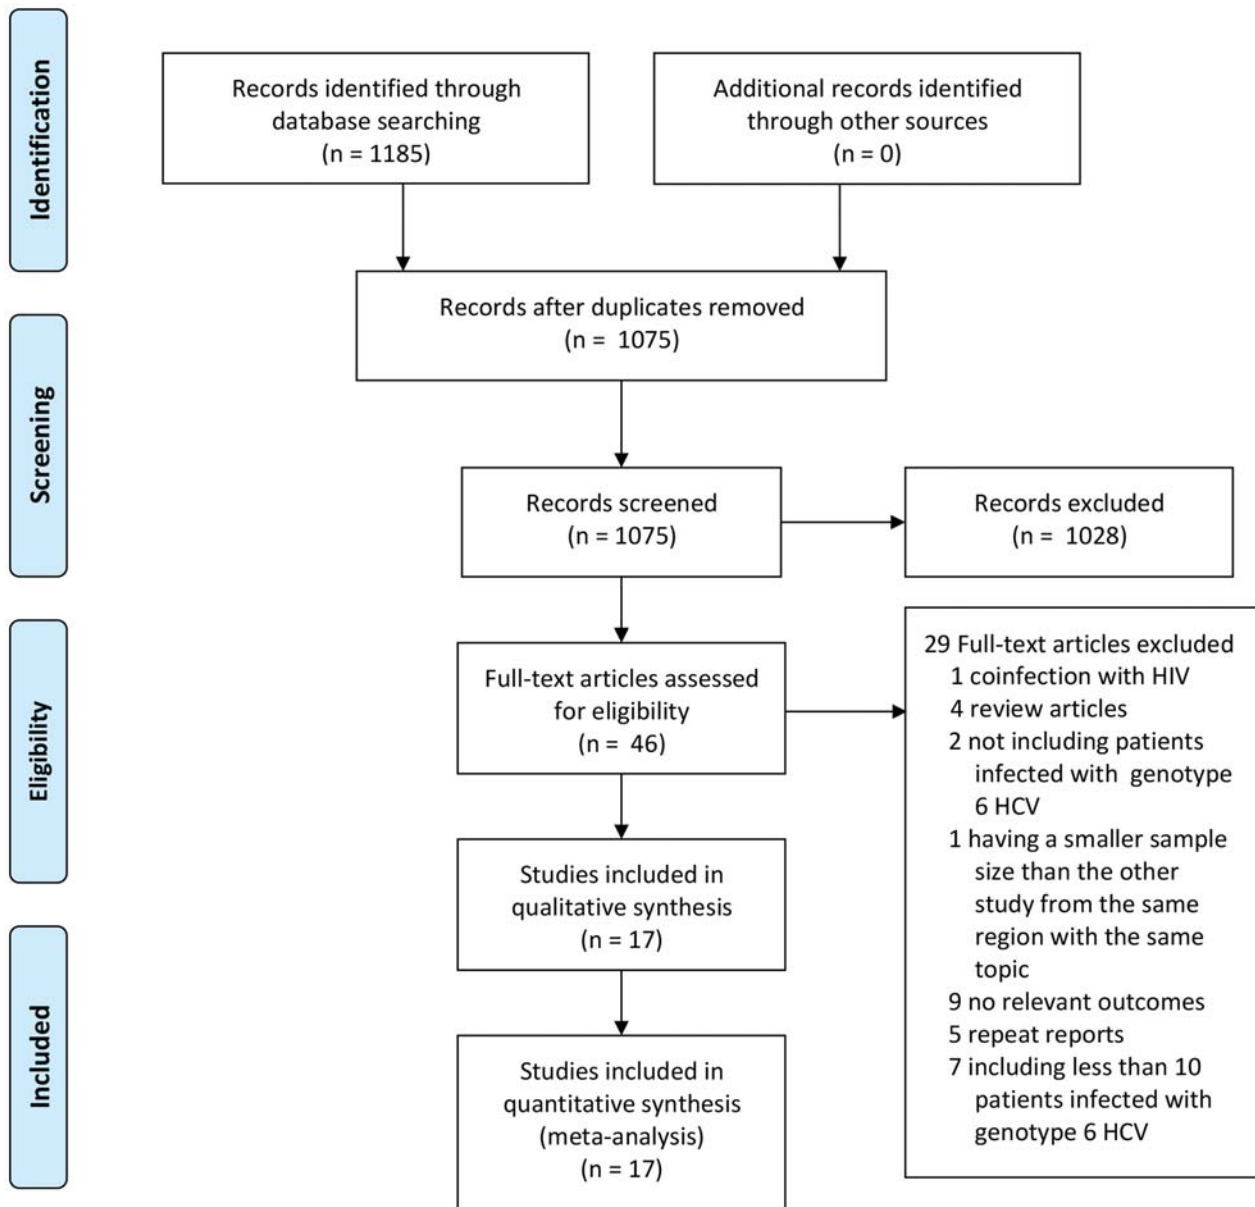 Identification
Records identified through
database searching
(n = 1185)
Additional records identified
through other sources
(n = 0)
Records after duplicates removed
(n = 1075)
Screening
Records screened
(n = 1075)
Records excluded
(n = 1028)
Eligibility
Full-text articles assessed
for eligibility
(n = 46)
29 Full-text articles excluded
1 coinfection with HIV
4 review articles
2 not including patients
infected with genotype
6 HCV
1 having a smaller sample
size than the other
study from the same
region with the same
topic
9 no relevant outcomes
5 repeat reports
7 including less than 10
patients infected with
genotype 6 HCV
Studies included in
qualitative synthesis
(n = 17)
Included
Studies included in
quantitative synthesis
(meta-analysis)
(n = 17)